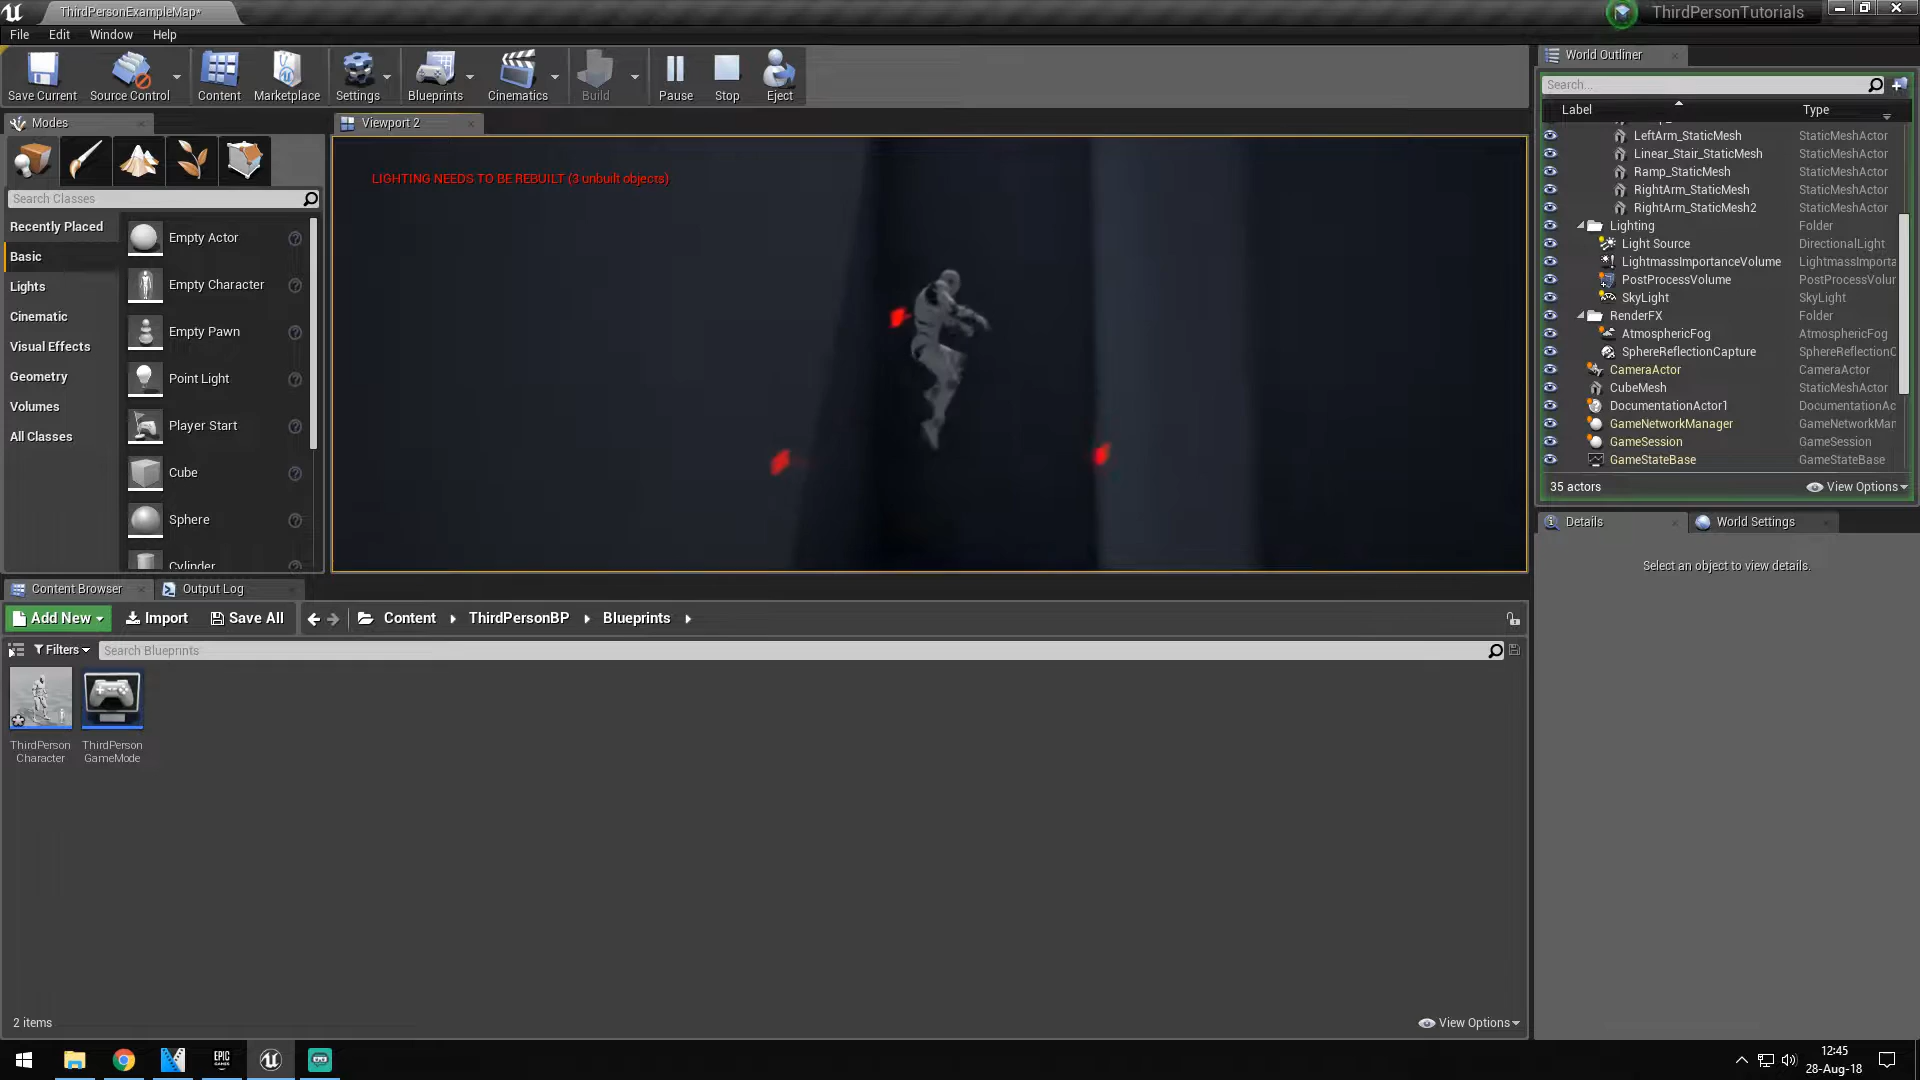 ThirdPersonExampleMap*
ThirdPersonTutorials
File Edit Window Help
Save Current Source Control Content Marketplace Settings Blueprints Cinematics Build Pause Stop Eject
Modes
Search Classes
Recently Placed
Basic
Lights
Cinematic
Visual Effects
Geometry
Volumes
All Classes
Empty Actor
Empty Character
Empty Pawn
Point Light
Player Start
Cube
Sphere
Cylinder
Viewport 2
LIGHTING NEEDS TO BE REBUILT (3 unbuilt objects)
World Outliner
Search...
Label Type
LeftArm_StaticMesh StaticMeshActor
Linear_Stair_StaticMesh StaticMeshActor
Ramp_StaticMesh StaticMeshActor
RightArm_StaticMesh StaticMeshActor
RightArm_StaticMesh2 StaticMeshActor
Lighting Folder
Light Source DirectionalLight
LightmassImportanceVolume LightmassImporta
PostProcessVolume PostProcessVolur
SkyLight SkyLight
RenderFX Folder
AtmosphericFog AtmosphericFog
SphereReflectionCapture SphereReflectionC
CameraActor CameraActor
CubeMesh StaticMeshActor
DocumentationActor1 DocumentationAc
GameNetworkManager GameNetworkMar
GameSession GameSession
GameStateBase GameStateBase
35 actors View Options
Details World Settings
Select an object to view details.
Content Browser Output Log
Add New Import Save All Content ThirdPersonBP Blueprints
Filters Search Blueprints
ThirdPerson
Character
ThirdPerson
GameMode
2 items View Options
EPIC
GAMES
12:45
28-Aug-18